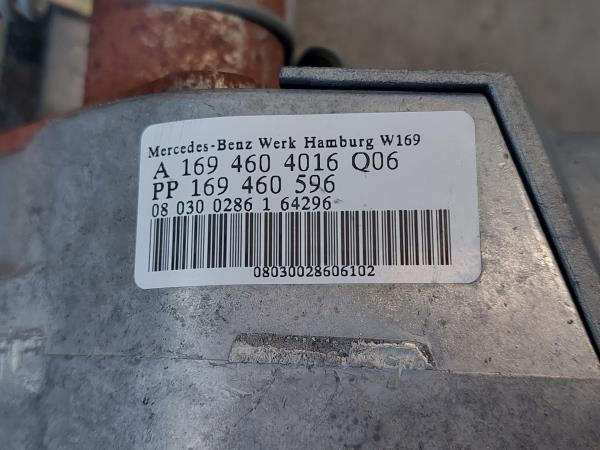 Mercedes-Benz Werk Hamburg W169
A 169 460 4016 Q06
PP 169 460 596
08 030 0286 1 64296
08030028606102